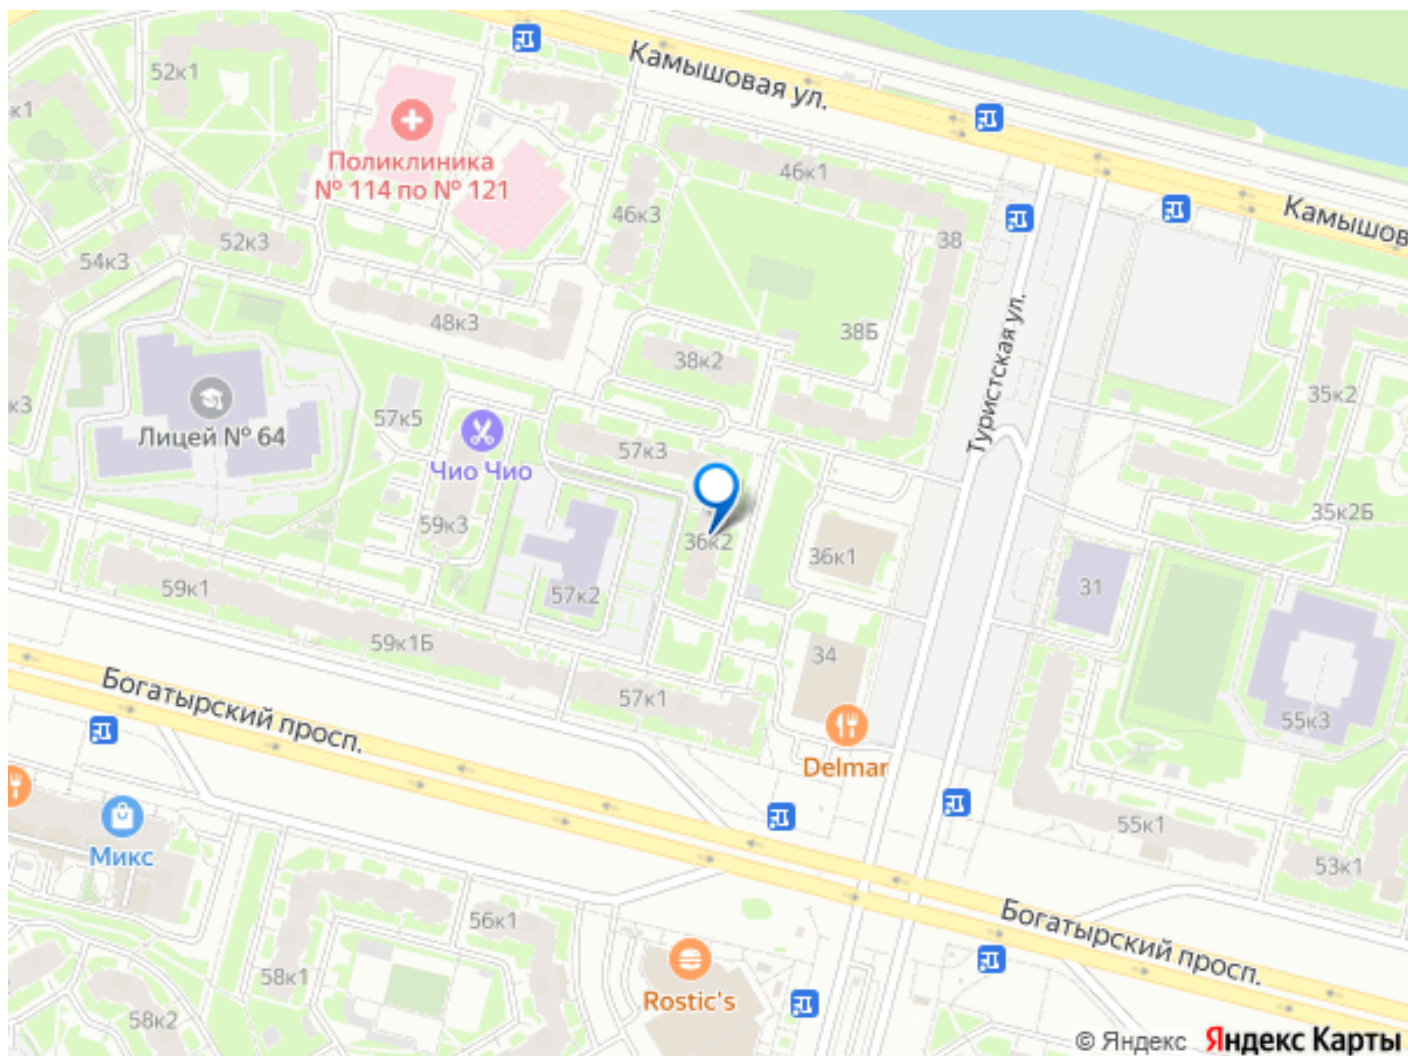 52к1
Камышовая ул.
к1
Поликлиника
№ 114 по № 121
46к1
46к3
Камышов
52к3
38
54к3
48к3
38Б
Туристская ул.
38к2
35к2
к3
57к5
Лицей № 64
57к3
Чио Чио
59к3
35к2Б
36к2
36к1
59к1
57к2
31
59к1Б
34
57к1
Богатырский просп.
55к3
Delmar
55к1
Микс
53к1
56к1
Богатырский просп.
58к1
Rostic's
58к2
© Яндекс Яндекс Карты